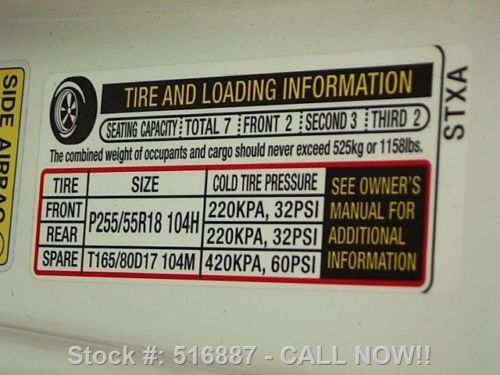 TIRE AND LOADING INFORMATION
SEATING CAPACITY TOTAL 7 FRONT 2 SECOND 3 THIRD 2
The combined weight of occupants and cargo should never exceed 525kg or 1158lbs.
TIRE SIZE COLD TIRE PRESSURE
FRONT P255/55R18 104H 220KPA, 32PSI
REAR 220KPA, 32PSI
SPARE T165/80D17 104M 420KPA, 60PSI
SEE OWNER'S
MANUAL FOR
ADDITIONAL
INFORMATION
STXA
SIDE AIRBAG
Stock #: 516887 - CALL NOW!!